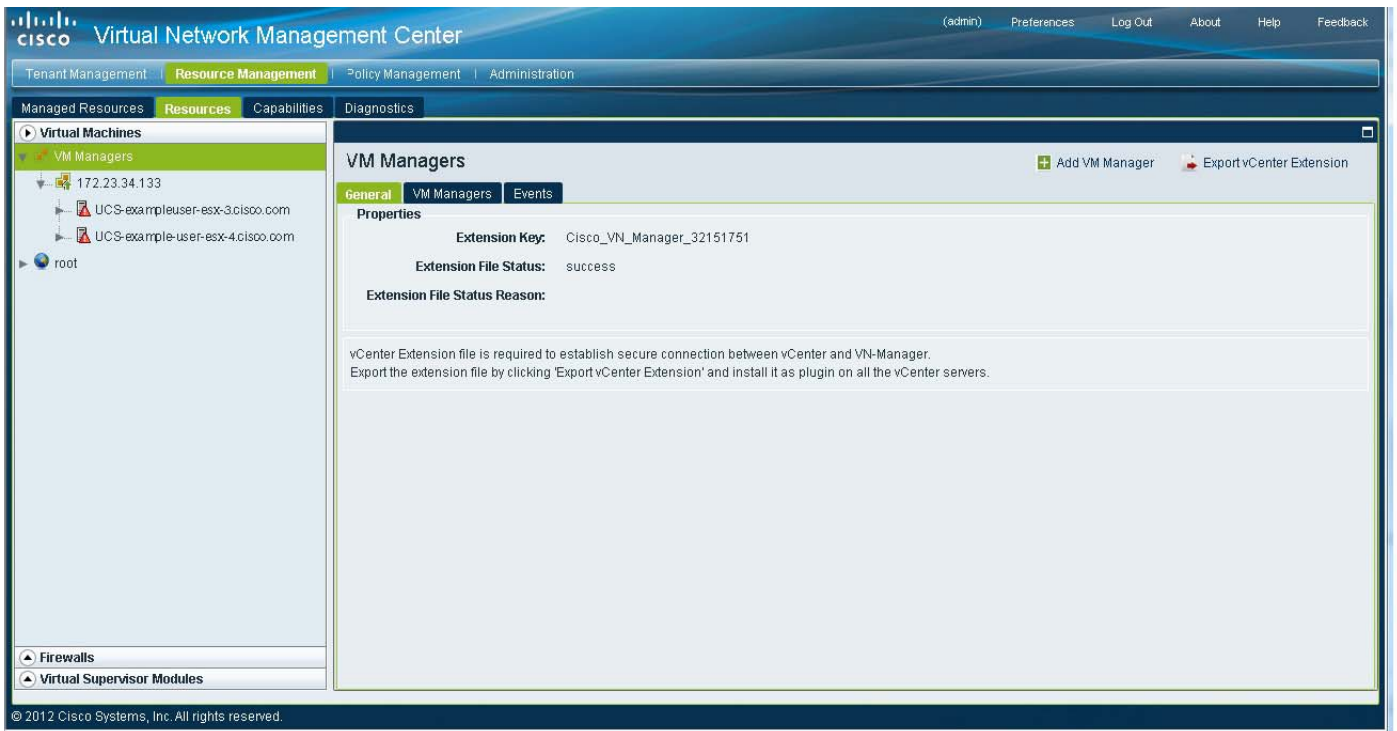 CISCO Virtual Network Management Center
(admin) Preferences Log Out About Help Feedback
Tenant Management | Resource Management | Policy Management | Administration
Managed Resources Resources Capabilities Diagnostics
Virtual Machines
VM Managers
172.23.34.133
UCS-exampleuser-esx-3.cisco.com
UCS-example-user-esx-4.cisco.com
root
Firewalls
Virtual Supervisor Modules
VM Managers
Add VM Manager Export vCenter Extension
General VM Managers Events
Properties
Extension Key: Cisco_VN_Manager_32151751
Extension File Status: success
Extension File Status Reason:
vCenter Extension file is required to establish secure connection between vCenter and VN-Manager.
Export the extension file by clicking 'Export vCenter Extension' and install it as plugin on all the vCenter servers.
© 2012 Cisco Systems, Inc. All rights reserved.